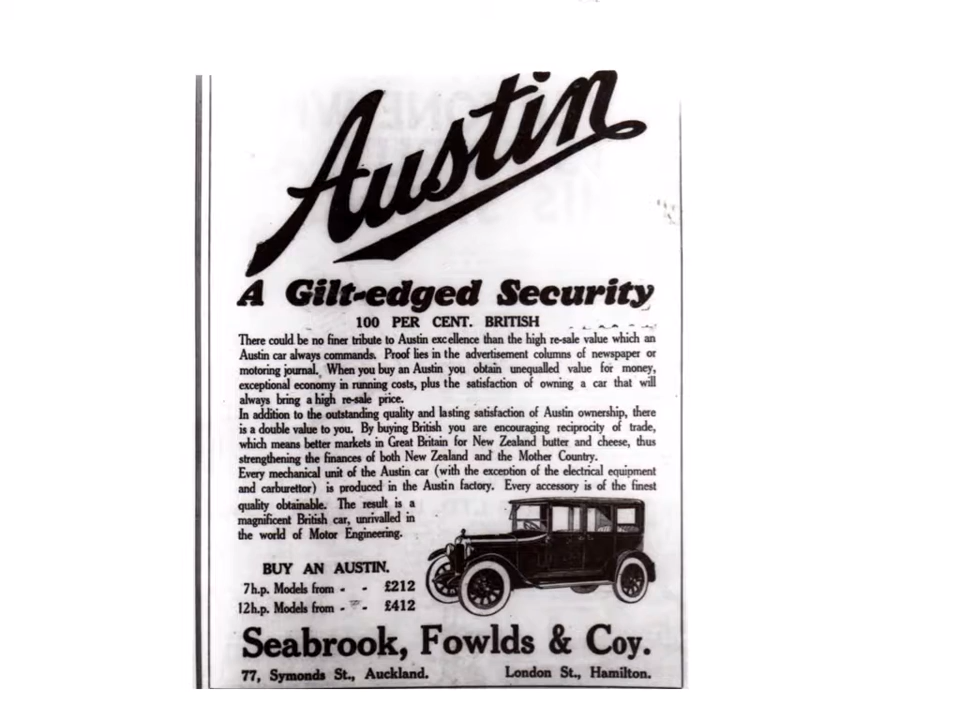 Austin
A Gilt-edged Security
100 PER CENT. BRITISH
There could be no finer tribute to Austin excellence than the high re-sale value which an
Austin car always commands. Proof lies in the advertisement columns of newspaper or
motoring journal. When you buy an Austin you obtain unequalled value for money,
exceptional economy in running costs, plus the satisfaction of owning a car that will
always bring a high re-sale price.
In addition to the outstanding quality and lasting satisfaction of Austin ownership, there
is a double value to you. By buying British you are encouraging reciprocity of trade,
which means better markets in Great Britain for New Zealand butter and cheese, thus
strengthening the finances of both New Zealand and the Mother Country.
Every mechanical unit of the Austin car (with the exception of the electrical equipment
and carburettor) is produced in the Austin factory. Every accessory is of the finest
quality obtainable. The result is a
magnificent British car, unrivalled in
the world of Motor Engineering.
BUY AN AUSTIN.
7h.p. Models from - - £212
12h.p. Models from - - £412
Seabrook, Fowlds & Coy.
77, Symonds St., Auckland. London St., Hamilton.